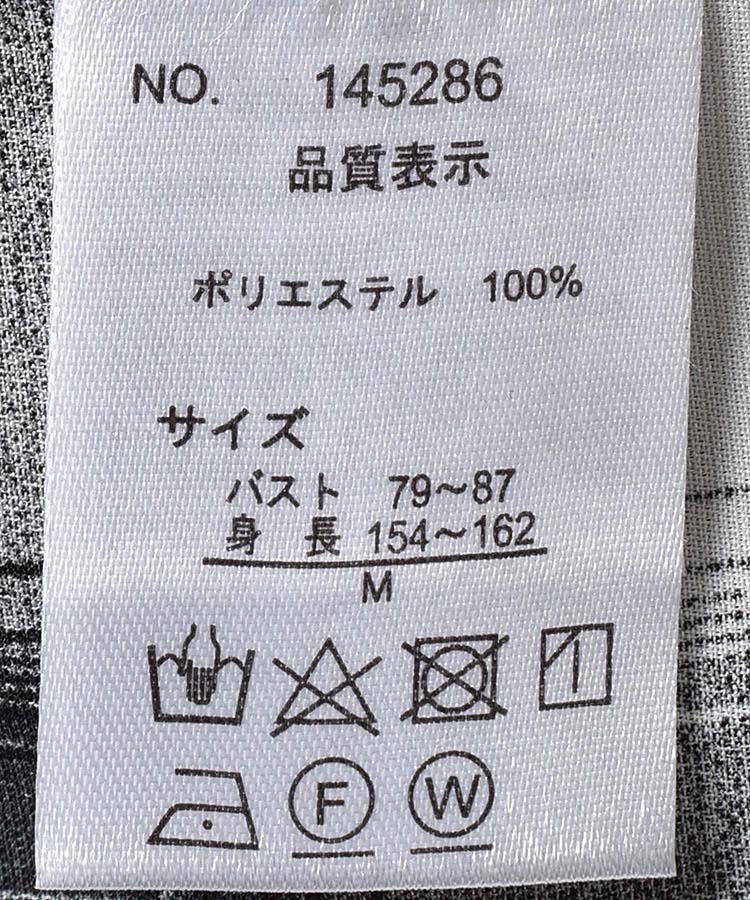 NO. 145286
品質表示
ポリエステル 100%
サイズ
バスト 79～87
身 長 154～162
M
F W